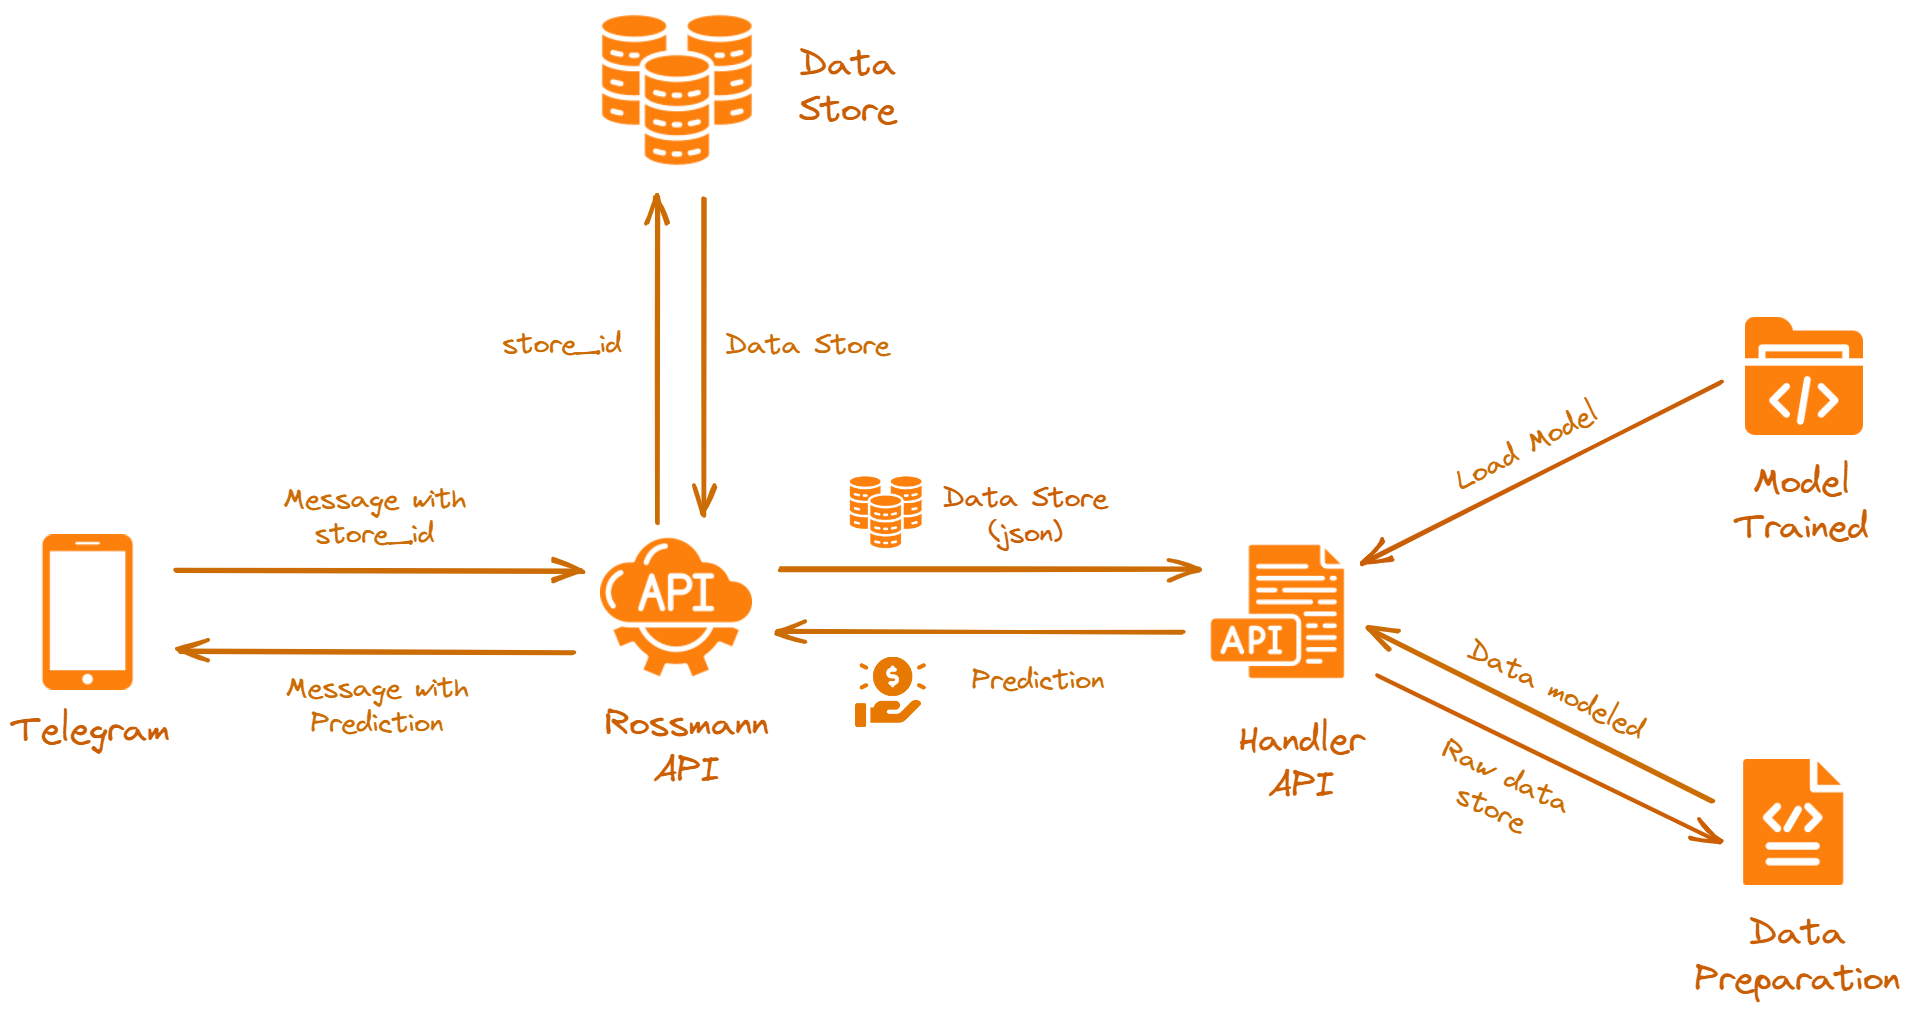 Data
Store
store_id
Data Store
Message with
store_id
Data Store
(json)
Load Model
Model
Trained
API
API
Telegram
Message with
Prediction
Rossmann
API
Prediction
Handler
API
Data modeled
Raw data
store
Data
Preparation